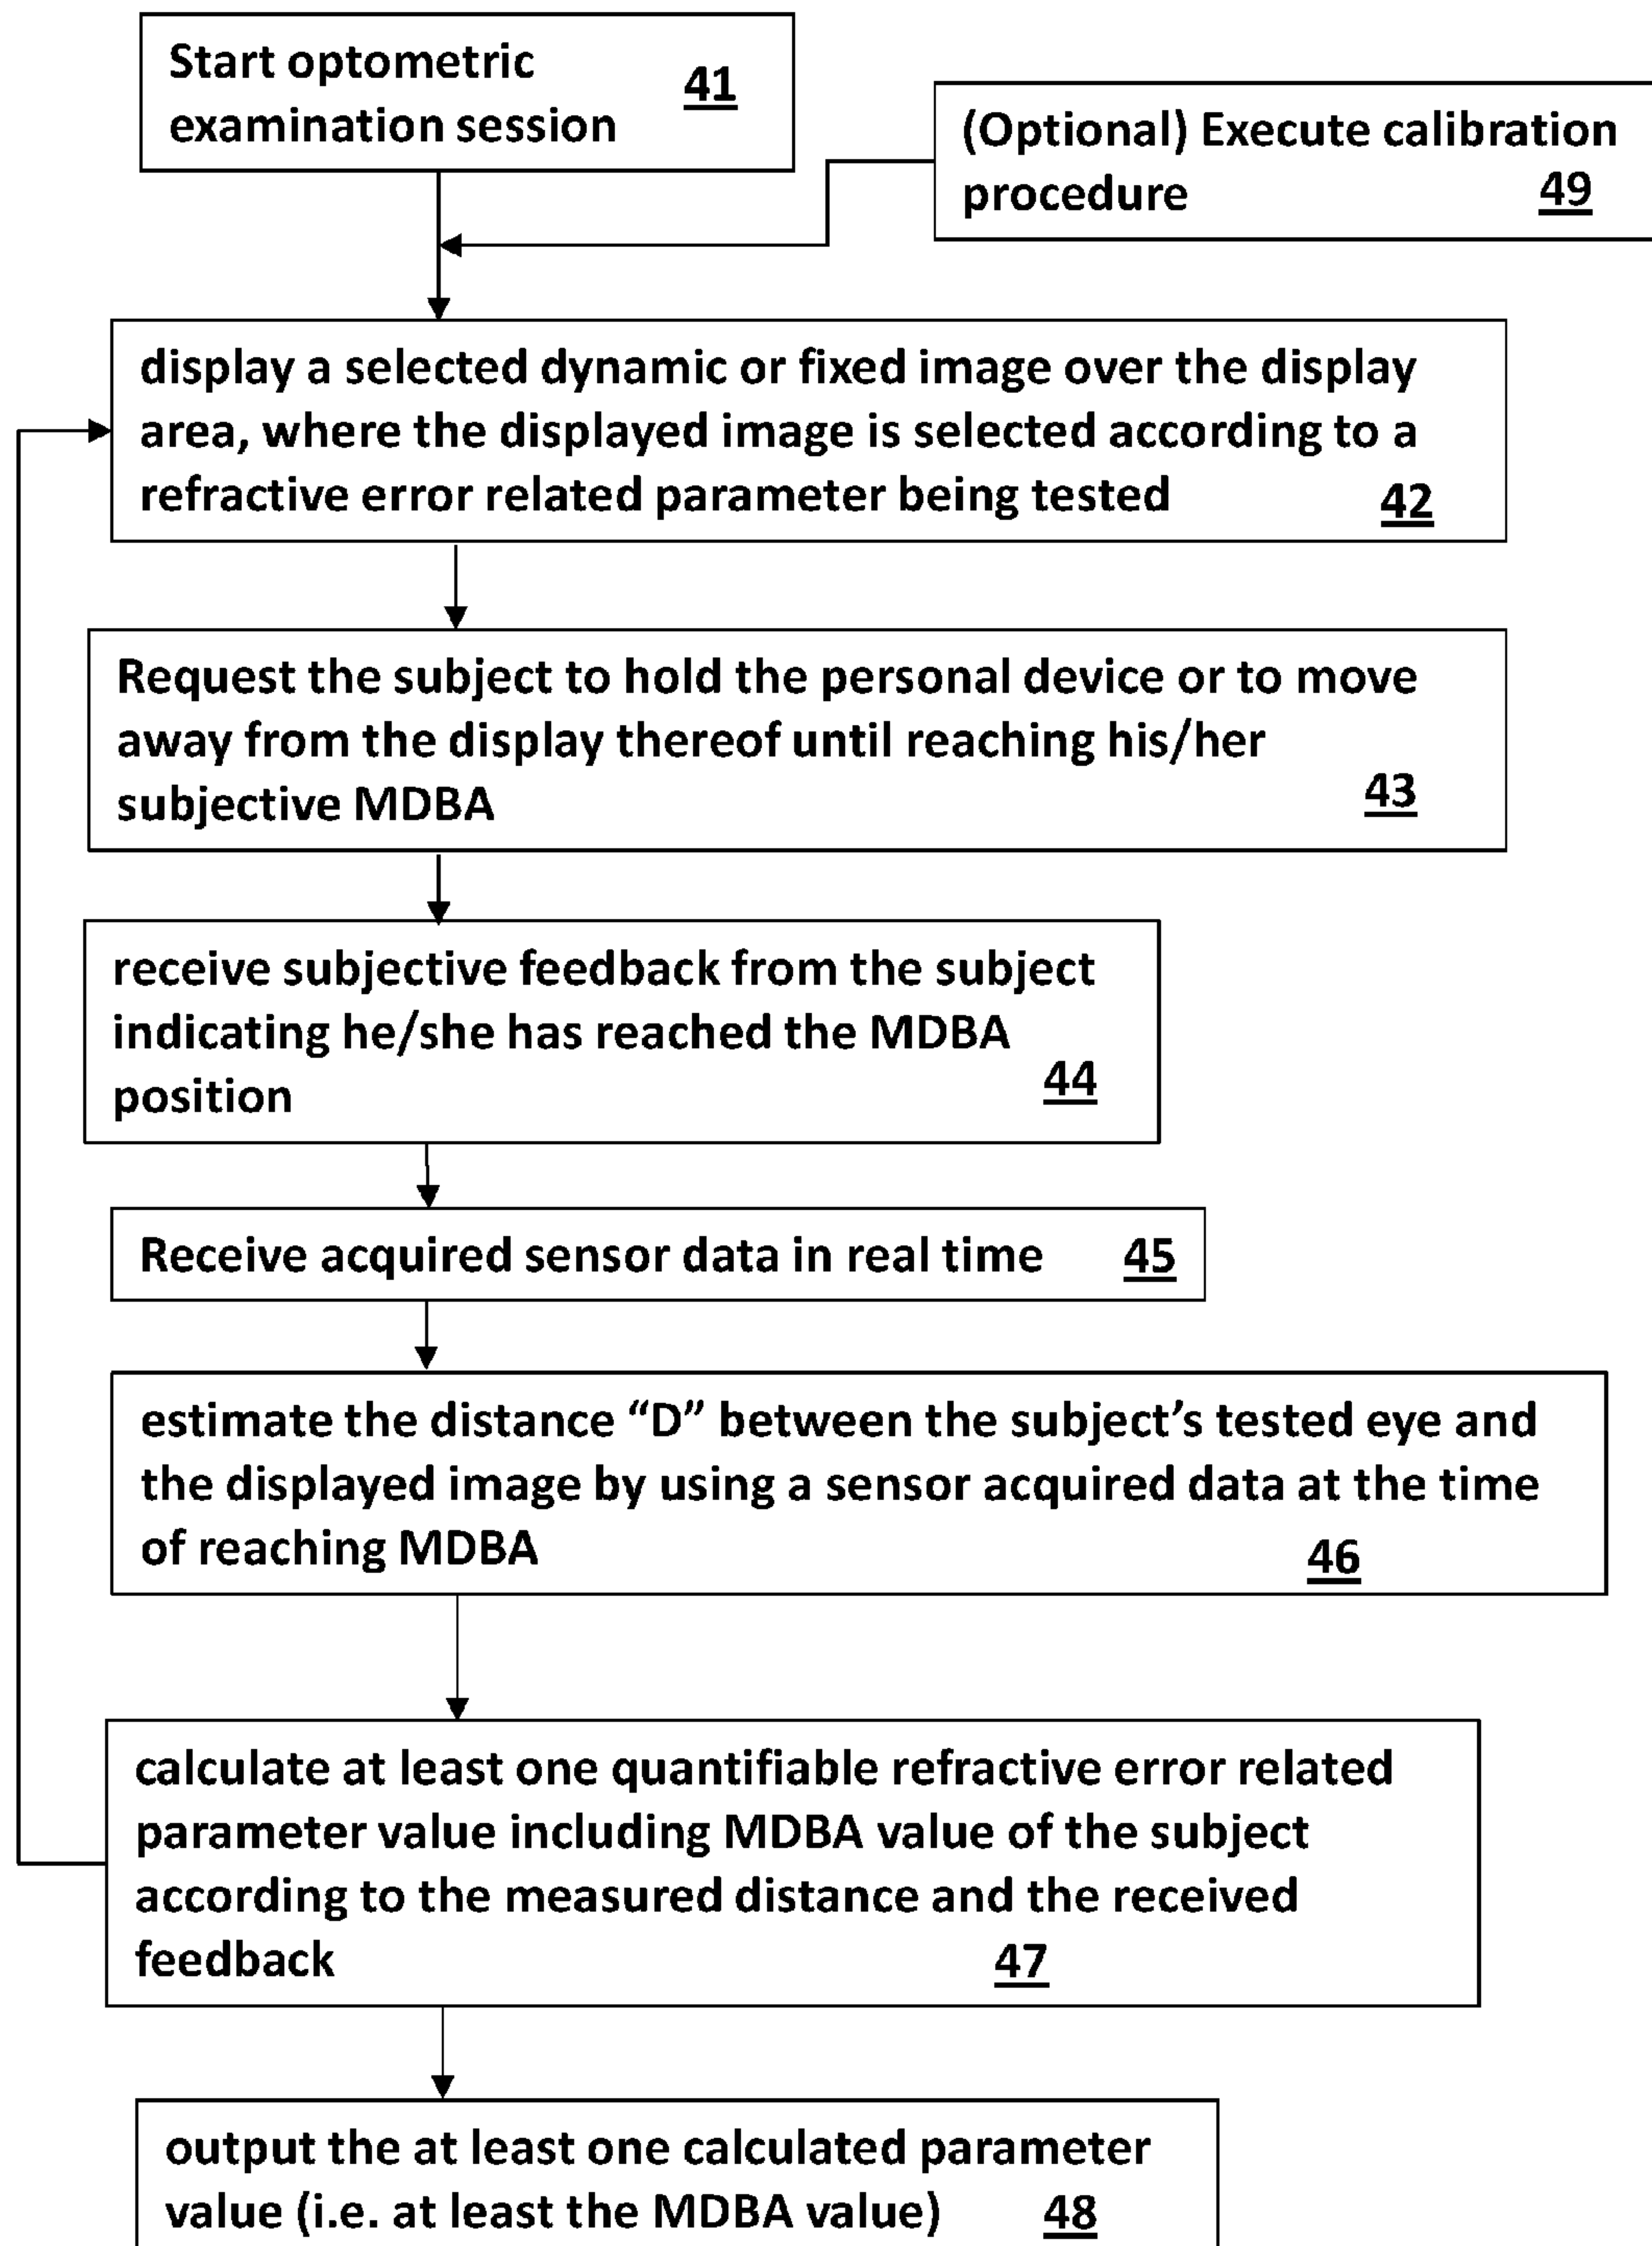 Start optometric
examination session 41
(Optional) Execute calibration
procedure 49
display a selected dynamic or fixed image over the display
area, where the displayed image is selected according to a
refractive error related parameter being tested 42
Request the subject to hold the personal device or to move
away from the display thereof until reaching his/her
subjective MDBA 43
receive subjective feedback from the subject
indicating he/she has reached the MDBA
position 44
Receive acquired sensor data in real time 45
estimate the distance “D” between the subject’s tested eye and
the displayed image by using a sensor acquired data at the time
of reaching MDBA 46
calculate at least one quantifiable refractive error related
parameter value including MDBA value of the subject
according to the measured distance and the received
feedback 47
output the at least one calculated parameter
value (i.e. at least the MDBA value) 48